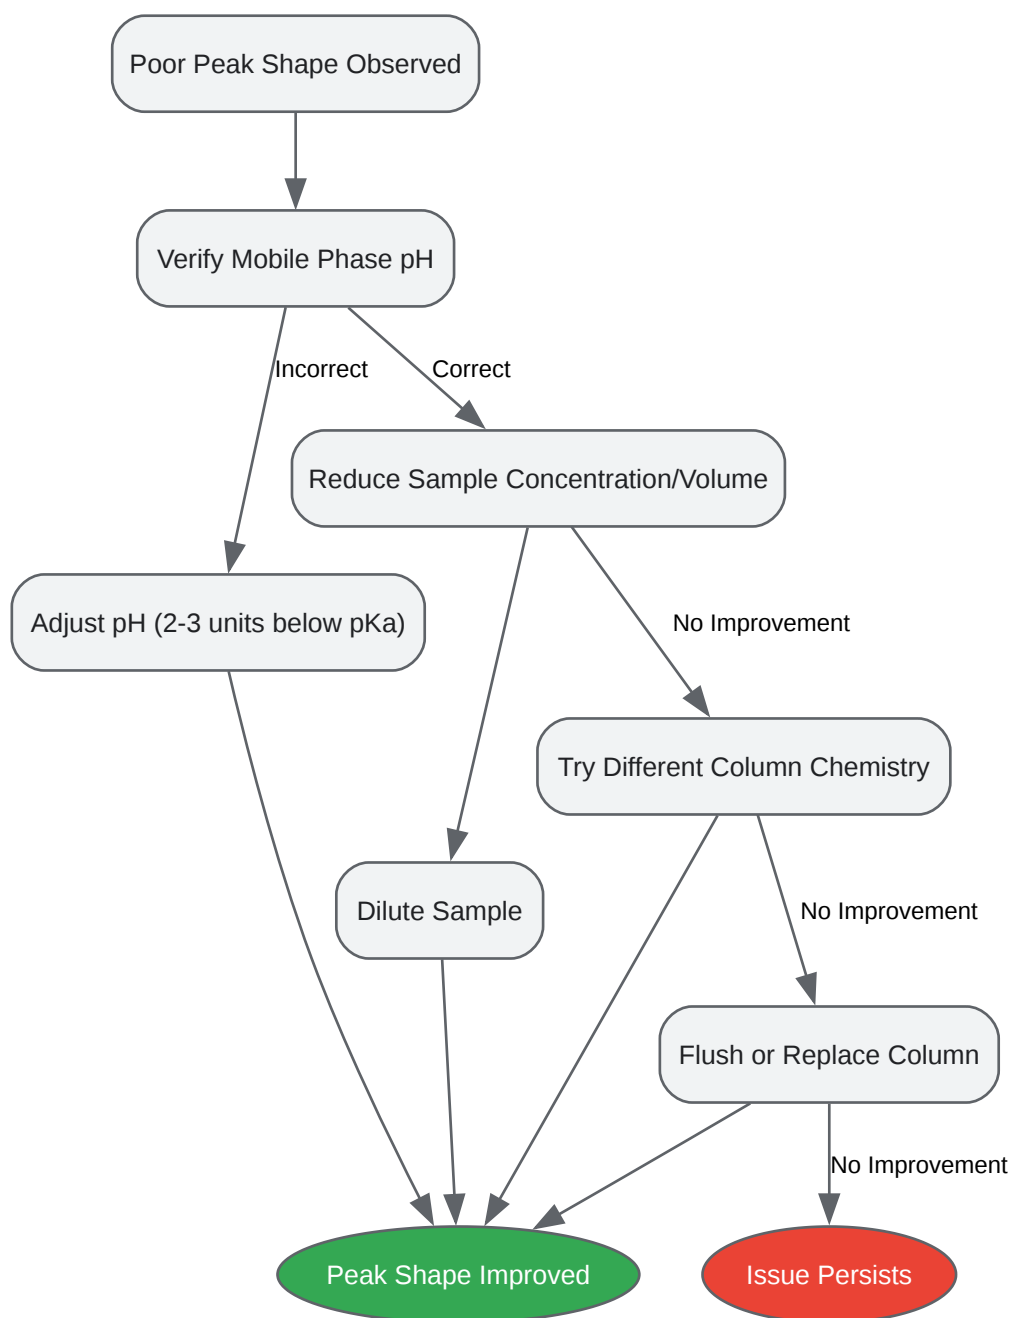 Poor Peak Shape Observed
Verify Mobile Phase pH
Incorrect
Correct
Reduce Sample Concentration/Volume
Adjust pH (2-3 units below pKa)
No Improvement
Try Different Column Chemistry
Dilute Sample
No Improvement
Flush or Replace Column
No Improvement
Peak Shape Improved
Issue Persists